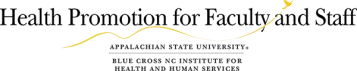 Health Promotion for Faculty and Staff
APPALACHIAN STATE UNIVERSITY®
BLUE CROSS NC INSTITUTE FOR
HEALTH AND HUMAN SERVICES